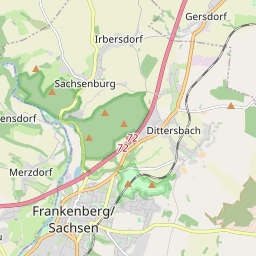 Gersdorf
Irbersdorf
Sachsenburg
ensdorf
72
Dittersbach
72
Merzdorf
Frankenberg/
Sachsen